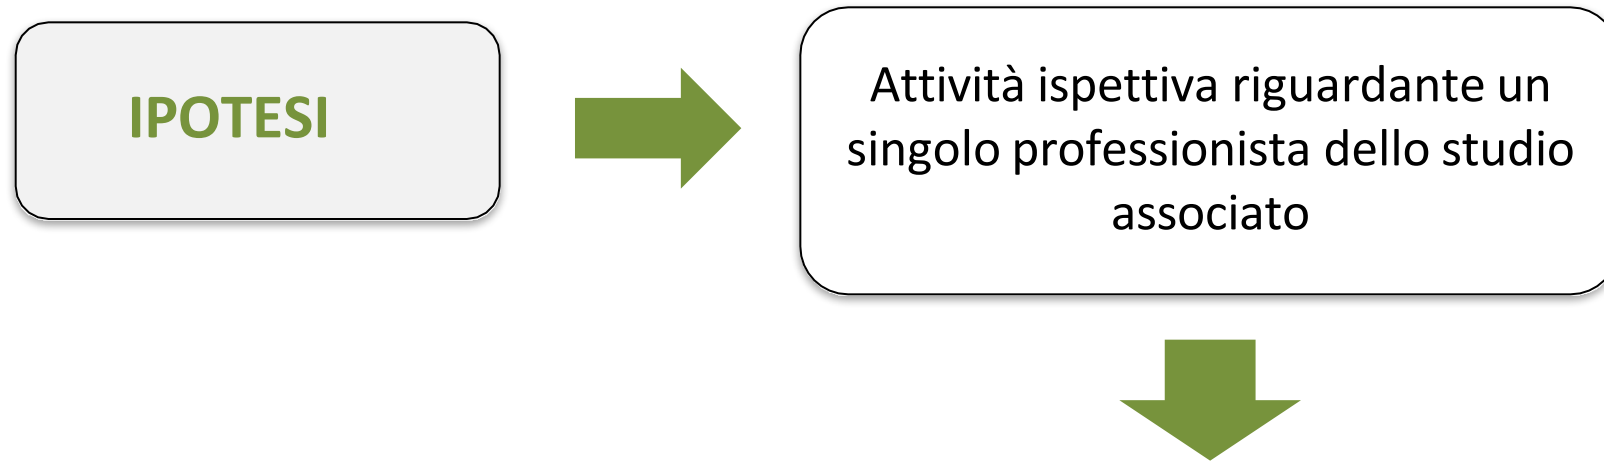 IPOTESI
Attività ispettiva riguardante un
singolo professionista dello studio
associato